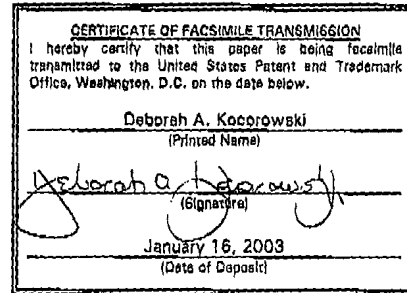 CERTIFICATE OF FACSIMILE TRANSMISSION
I hereby certify that this paper is being facsimile
transmitted to the United States Patent and Trademark
Office, Washington, D.C. on the date below.
Deborah A. Kocorowski
(Printed Name)
Deborah A. Kocorowski
(Signature)
January 16, 2003
(Date of Deposit)